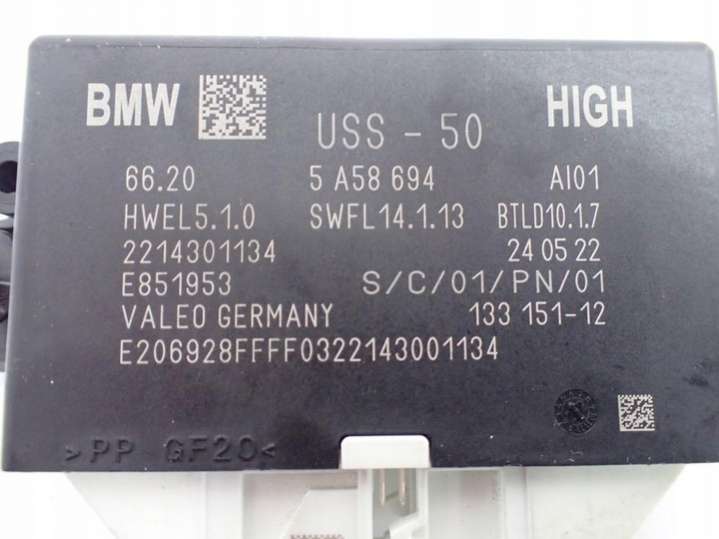 BMW HIGH
USS - 50
66.20 5 A58 694 AI01
HWEL5.1.0 SWFL14.1.13 BTLD10.1.7
2214301134 24 05 22
E851953 S/C/01/PN/01
VALEO GERMANY 133 151-12
E206928FFFF0322143001134
>PP GF20<